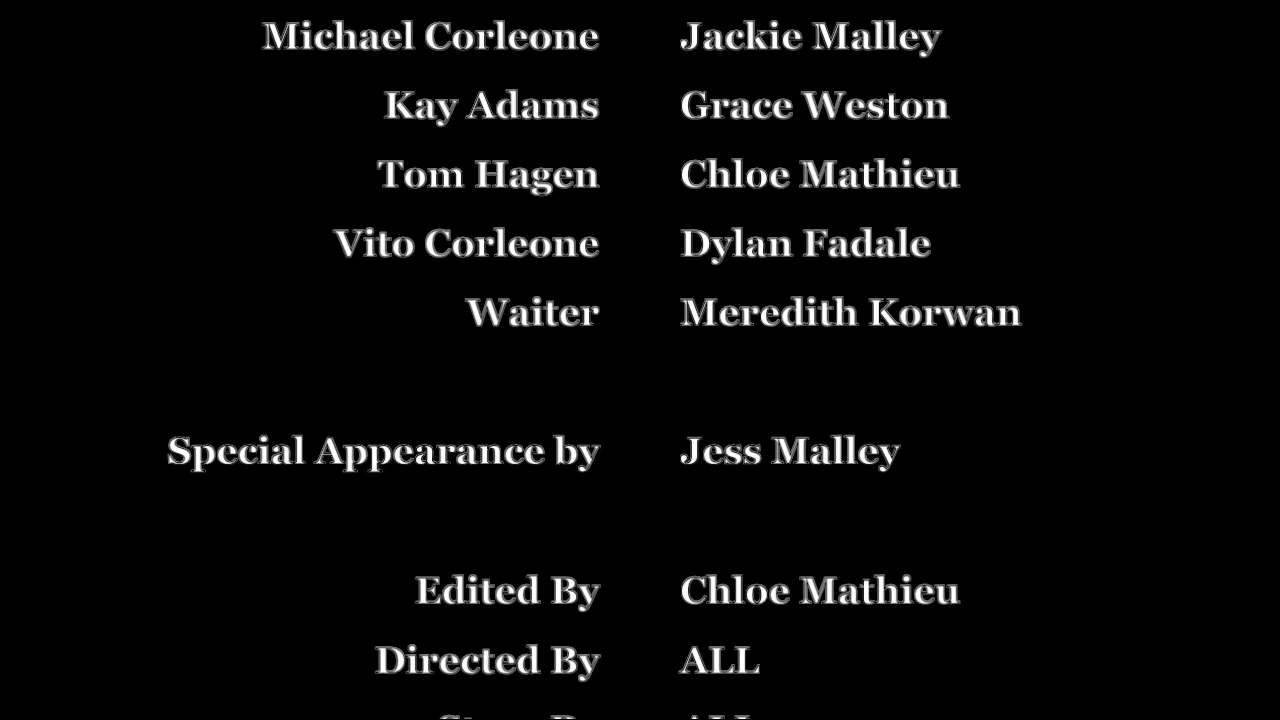 Michael Corleone Jackie Malley
Kay Adams Grace Weston
Tom Hagen Chloe Mathieu
Vito Corleone Dylan Fadale
Waiter Meredith Korwan
Special Appearance by Jess Malley
Edited By Chloe Mathieu
Directed By ALL